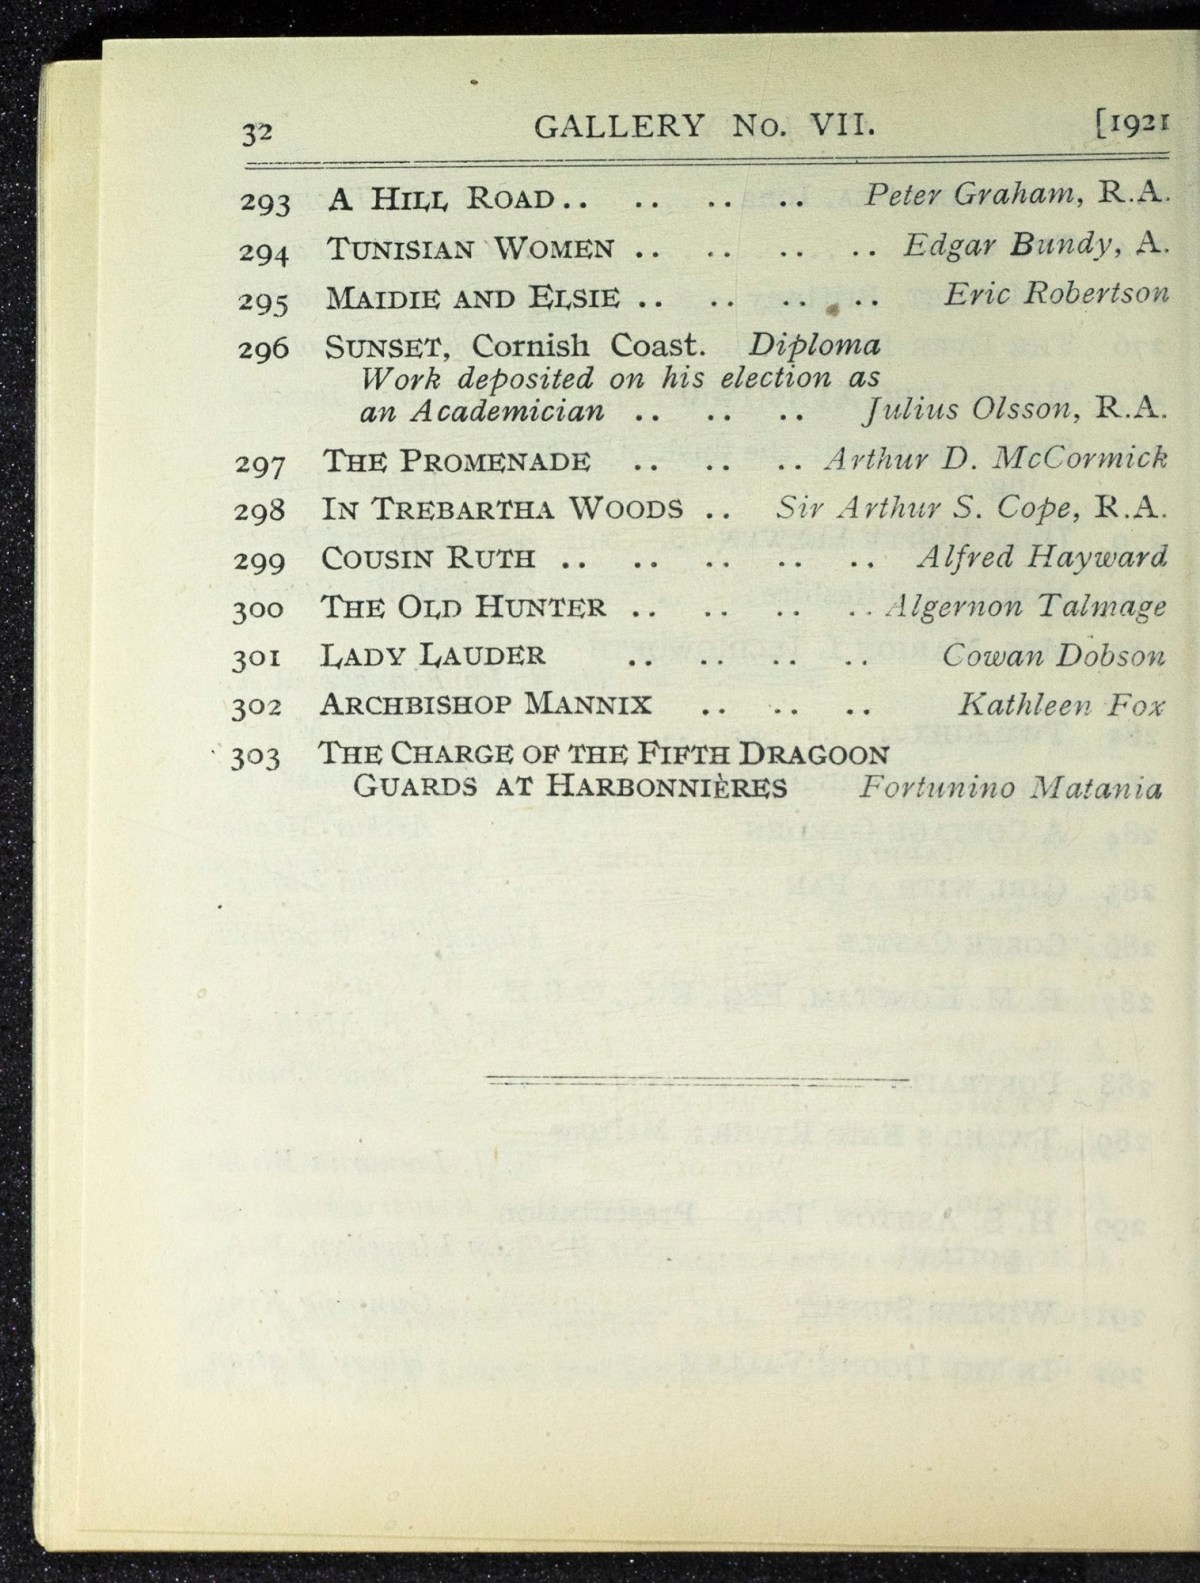 32 GALLERY No. VII. [1921
293 A HILL ROAD.. .. .. .. Peter Graham, R.A.
294 TUNISIAN WOMEN .. .. .. .. Edgar Bundy, A.
295 MAIDIE AND ELSIE .. .. .. .. Eric Robertson
296 SUNSET, Cornish Coast. Diploma
Work deposited on his election as
an Academician .. .. .. Julius Olsson, R.A.
297 THE PROMENADE .. .. .. Arthur D. McCormick
298 IN TREBARTHA WOODS .. Sir Arthur S. Cope, R.A.
299 COUSIN RUTH .. .. .. .. .. Alfred Hayward
300 THE OLD HUNTER .. .. .. .. Algernon Talmage
301 LADY LAUDER .. .. .. .. Cowan Dobson
302 ARCHBISHOP MANNIX .. .. .. Kathleen Fox
303 THE CHARGE OF THE FIFTH DRAGOON
GUARDS AT HARBONNIÈRES Fortunino Matania